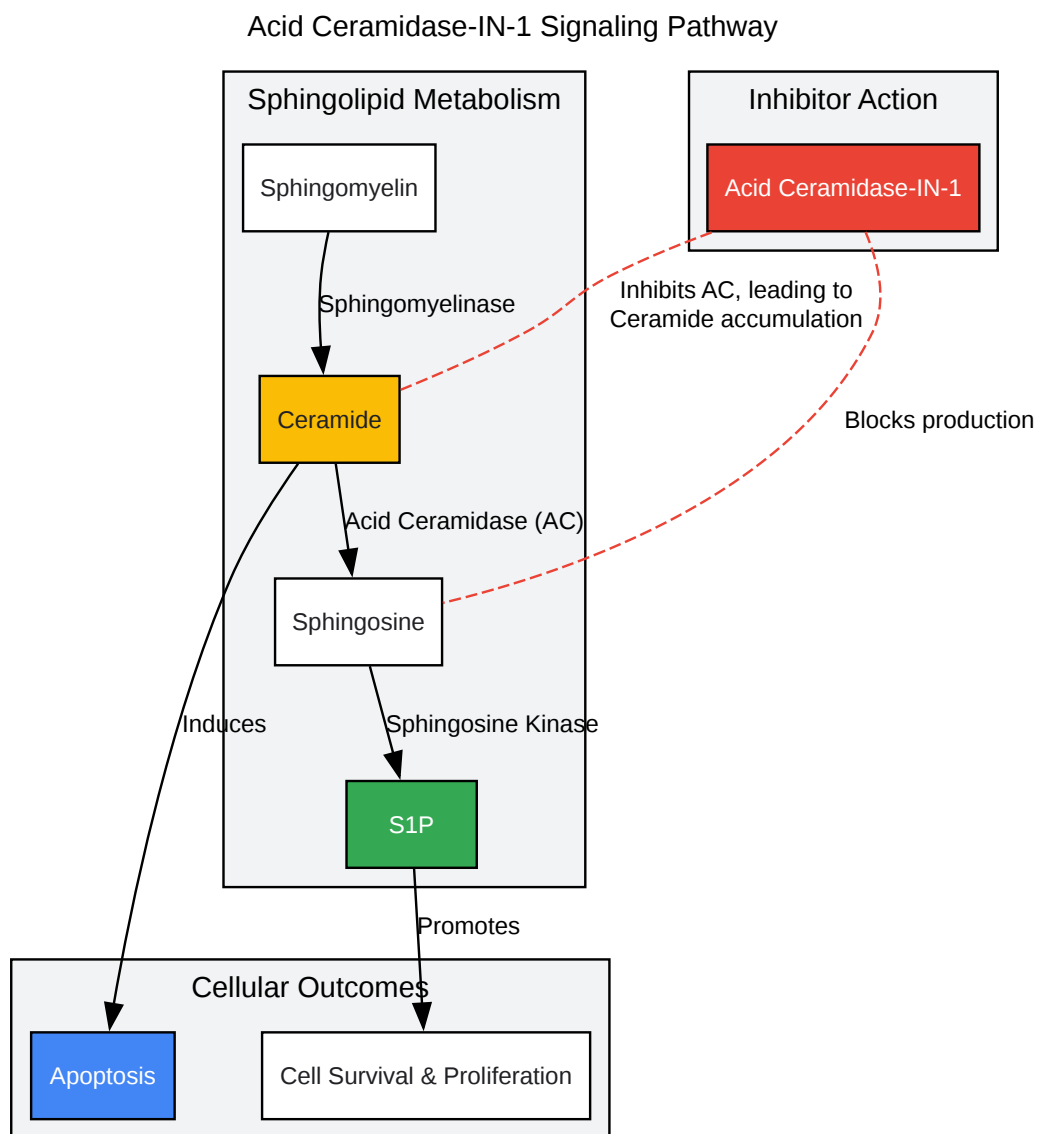 Acid Ceramidase-IN-1 Signaling Pathway
Sphingolipid Metabolism
Inhibitor Action
Sphingomyelin
Acid Ceramidase-IN-1
Sphingomyelinase
Inhibits AC, leading to
Ceramide accumulation
Ceramide
Blocks production
Acid Ceramidase (AC)
Sphingosine
Induces
Sphingosine Kinase
S1P
Promotes
Cellular Outcomes
Apoptosis
Cell Survival & Proliferation